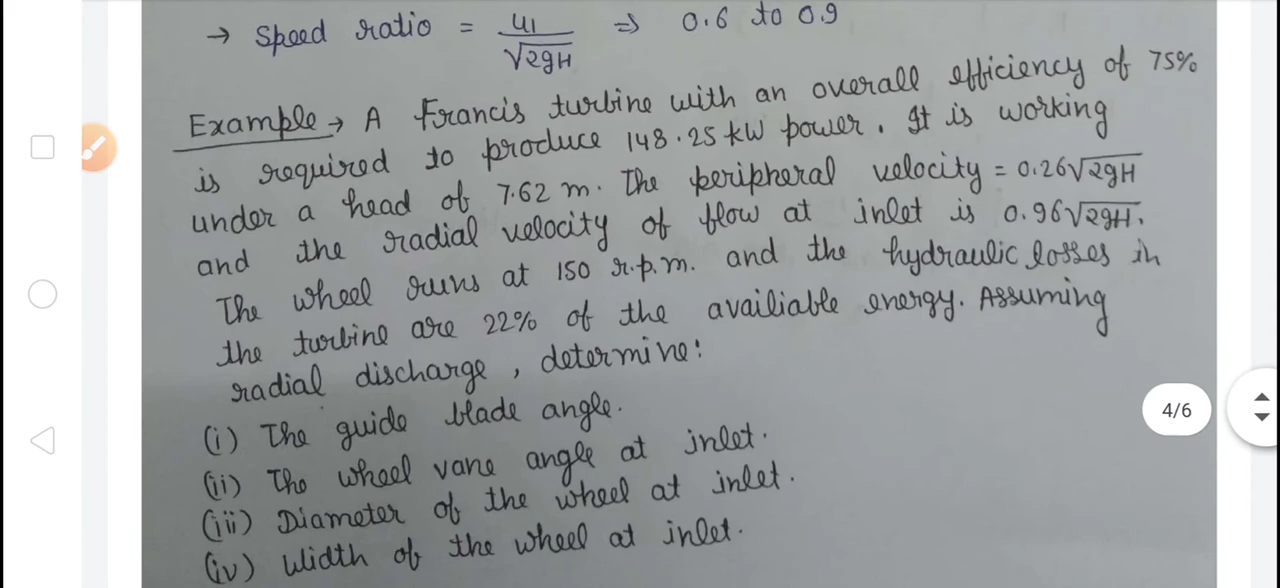 → Speed ratio = u1/√2gH ⇒ 0.6 to 0.9
Example → A Francis turbine with an overall efficiency of 75%
is required to produce 148.25 kW power. It is working
under a head of 7.62 m. The peripheral velocity = 0.26√2gH
and the radial velocity of flow at inlet is 0.96√2gH.
The wheel runs at 150 r.p.m. and the hydraulic losses in
the turbine are 22% of the availiable energy. Assuming
radial discharge, determine:
(i) The guide blade angle.
(ii) The wheel vane angle at inlet.
(iii) Diameter of the wheel at inlet.
(iv) Width of the wheel at inlet.
4/6